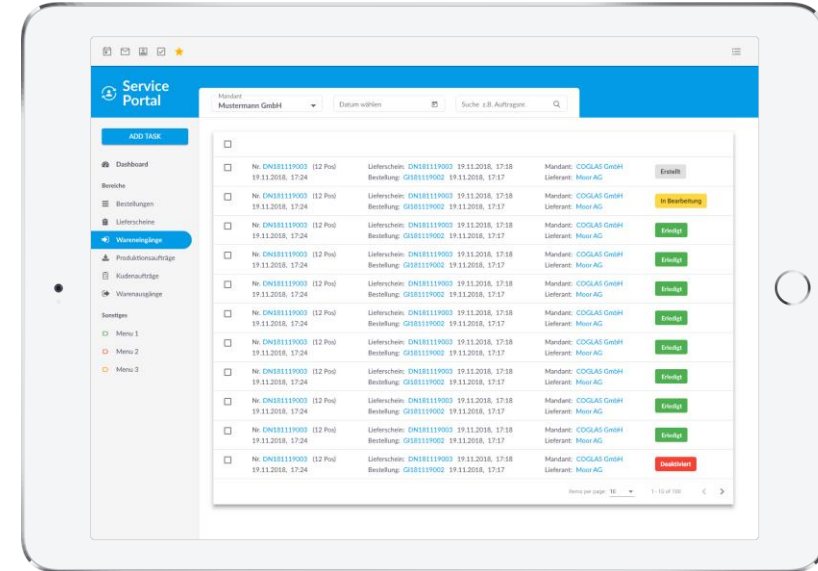 Service
Portal
Mandant
Mustermann GmbH
Datum wählen
Suche z.B. Auftragsnr.
ADD TASK
Dashboard
Bereiche
Bestellungen
Lieferscheine
Wareneingänge
Produktionsaufträge
Kudenaufträge
Warenausgänge
Sonstiges
Menu 1
Menu 2
Menu 3
Nr. DN181119003 (12 Pos) Lieferschein: DN181119003 19.11.2018, 17:18 Mandant: COGLAS GmbH Erstellt
19.11.2018, 17:24 Bestellung: GI181119002 19.11.2018, 17:17 Lieferant: Moor AG
Nr. DN181119003 (12 Pos) Lieferschein: DN181119003 19.11.2018, 17:18 Mandant: COGLAS GmbH In Bearbeitung
19.11.2018, 17:24 Bestellung: GI181119002 19.11.2018, 17:17 Lieferant: Moor AG
Nr. DN181119003 (12 Pos) Lieferschein: DN181119003 19.11.2018, 17:18 Mandant: COGLAS GmbH Erledigt
19.11.2018, 17:24 Bestellung: GI181119002 19.11.2018, 17:17 Lieferant: Moor AG
Nr. DN181119003 (12 Pos) Lieferschein: DN181119003 19.11.2018, 17:18 Mandant: COGLAS GmbH Erledigt
19.11.2018, 17:24 Bestellung: GI181119002 19.11.2018, 17:17 Lieferant: Moor AG
Nr. DN181119003 (12 Pos) Lieferschein: DN181119003 19.11.2018, 17:18 Mandant: COGLAS GmbH Erledigt
19.11.2018, 17:24 Bestellung: GI181119002 19.11.2018, 17:17 Lieferant: Moor AG
Nr. DN181119003 (12 Pos) Lieferschein: DN181119003 19.11.2018, 17:18 Mandant: COGLAS GmbH Erledigt
19.11.2018, 17:24 Bestellung: GI181119002 19.11.2018, 17:17 Lieferant: Moor AG
Nr. DN181119003 (12 Pos) Lieferschein: DN181119003 19.11.2018, 17:18 Mandant: COGLAS GmbH Erledigt
19.11.2018, 17:24 Bestellung: GI181119002 19.11.2018, 17:17 Lieferant: Moor AG
Nr. DN181119003 (12 Pos) Lieferschein: DN181119003 19.11.2018, 17:18 Mandant: COGLAS GmbH Erledigt
19.11.2018, 17:24 Bestellung: GI181119002 19.11.2018, 17:17 Lieferant: Moor AG
Nr. DN181119003 (12 Pos) Lieferschein: DN181119003 19.11.2018, 17:18 Mandant: COGLAS GmbH Erledigt
19.11.2018, 17:24 Bestellung: GI181119002 19.11.2018, 17:17 Lieferant: Moor AG
Nr. DN181119003 (12 Pos) Lieferschein: DN181119003 19.11.2018, 17:18 Mandant: COGLAS GmbH Erledigt
19.11.2018, 17:24 Bestellung: GI181119002 19.11.2018, 17:17 Lieferant: Moor AG
Nr. DN181119003 (12 Pos) Lieferschein: DN181119003 19.11.2018, 17:18 Mandant: COGLAS GmbH Deaktiviert
19.11.2018, 17:24 Bestellung: GI181119002 19.11.2018, 17:17 Lieferant: Moor AG
Items per page: 10 1 - 10 of 100